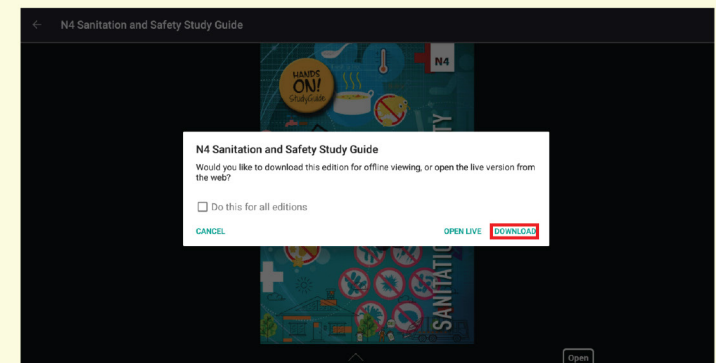 ← N4 Sanitation and Safety Study Guide
HANDS
ON!
StudyGuide
N4
N4 Sanitation and Safety Study Guide
Would you like to download this edition for offline viewing, or open the live version from
the web?
Do this for all editions
CANCEL
OPEN LIVE
DOWNLOAD
SANITATIO
Open